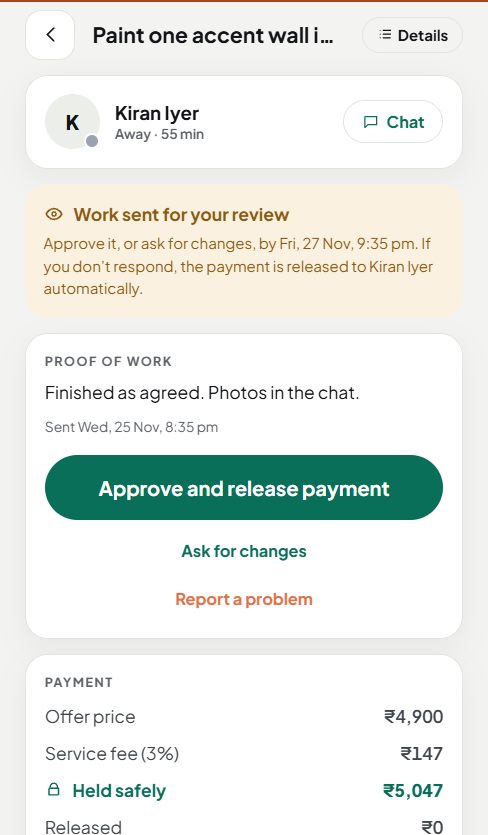 Paint one accent wall i...
Details
K
Kiran Iyer
Away · 55 min
Chat
Work sent for your review
Approve it, or ask for changes, by Fri, 27 Nov, 9:35 pm. If
you don't respond, the payment is released to Kiran Iyer
automatically.
PROOF OF WORK
Finished as agreed. Photos in the chat.
Sent Wed, 25 Nov, 8:35 pm
Approve and release payment
Ask for changes
Report a problem
PAYMENT
Offer price ₹4,900
Service fee (3%) ₹147
Held safely ₹5,047
Released ₹0